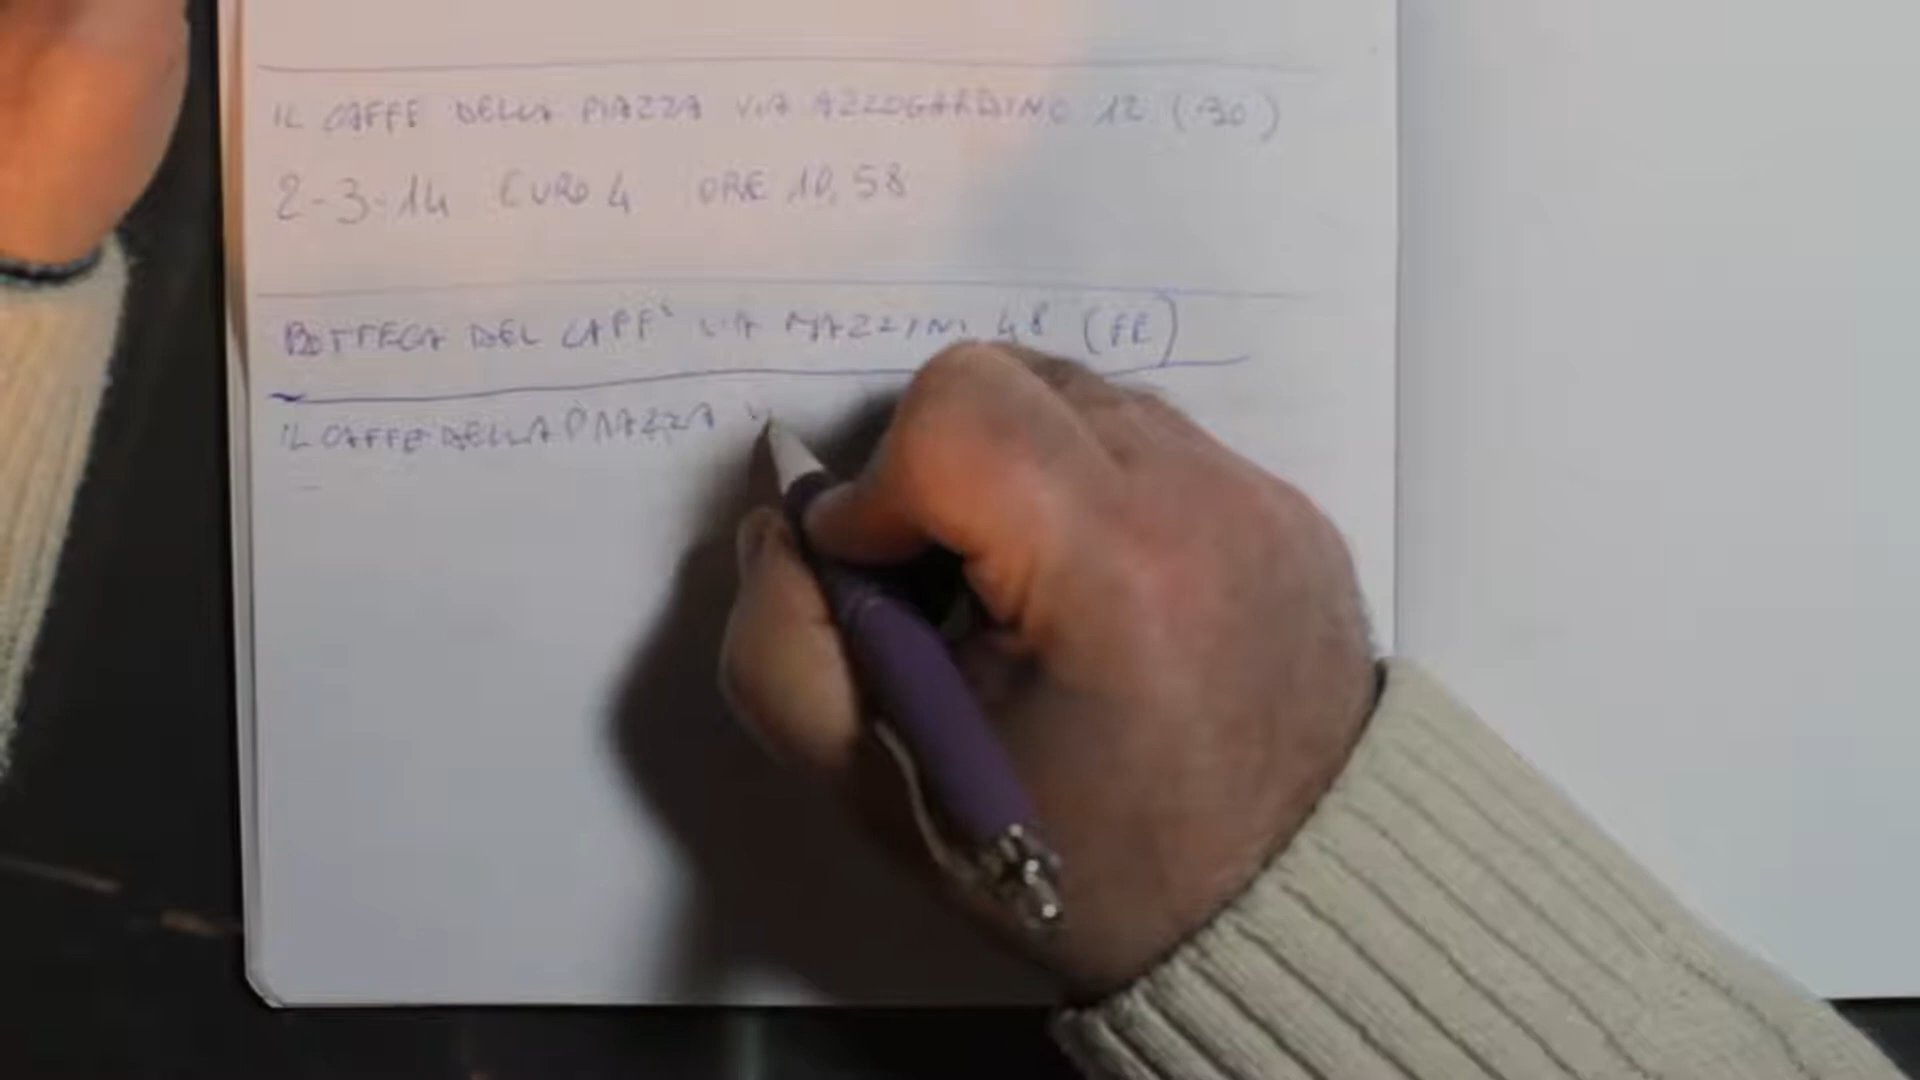 IL CAFFE DELLA PIAZZA VIA AZZOGARDINO 12 (BO)
2-3-14 EURO 4 ORE 10,58
BOTTEGA DEL CAFF' VIA MAZZINI 48 (FE)
IL CAFFE DELLA PIAZZA